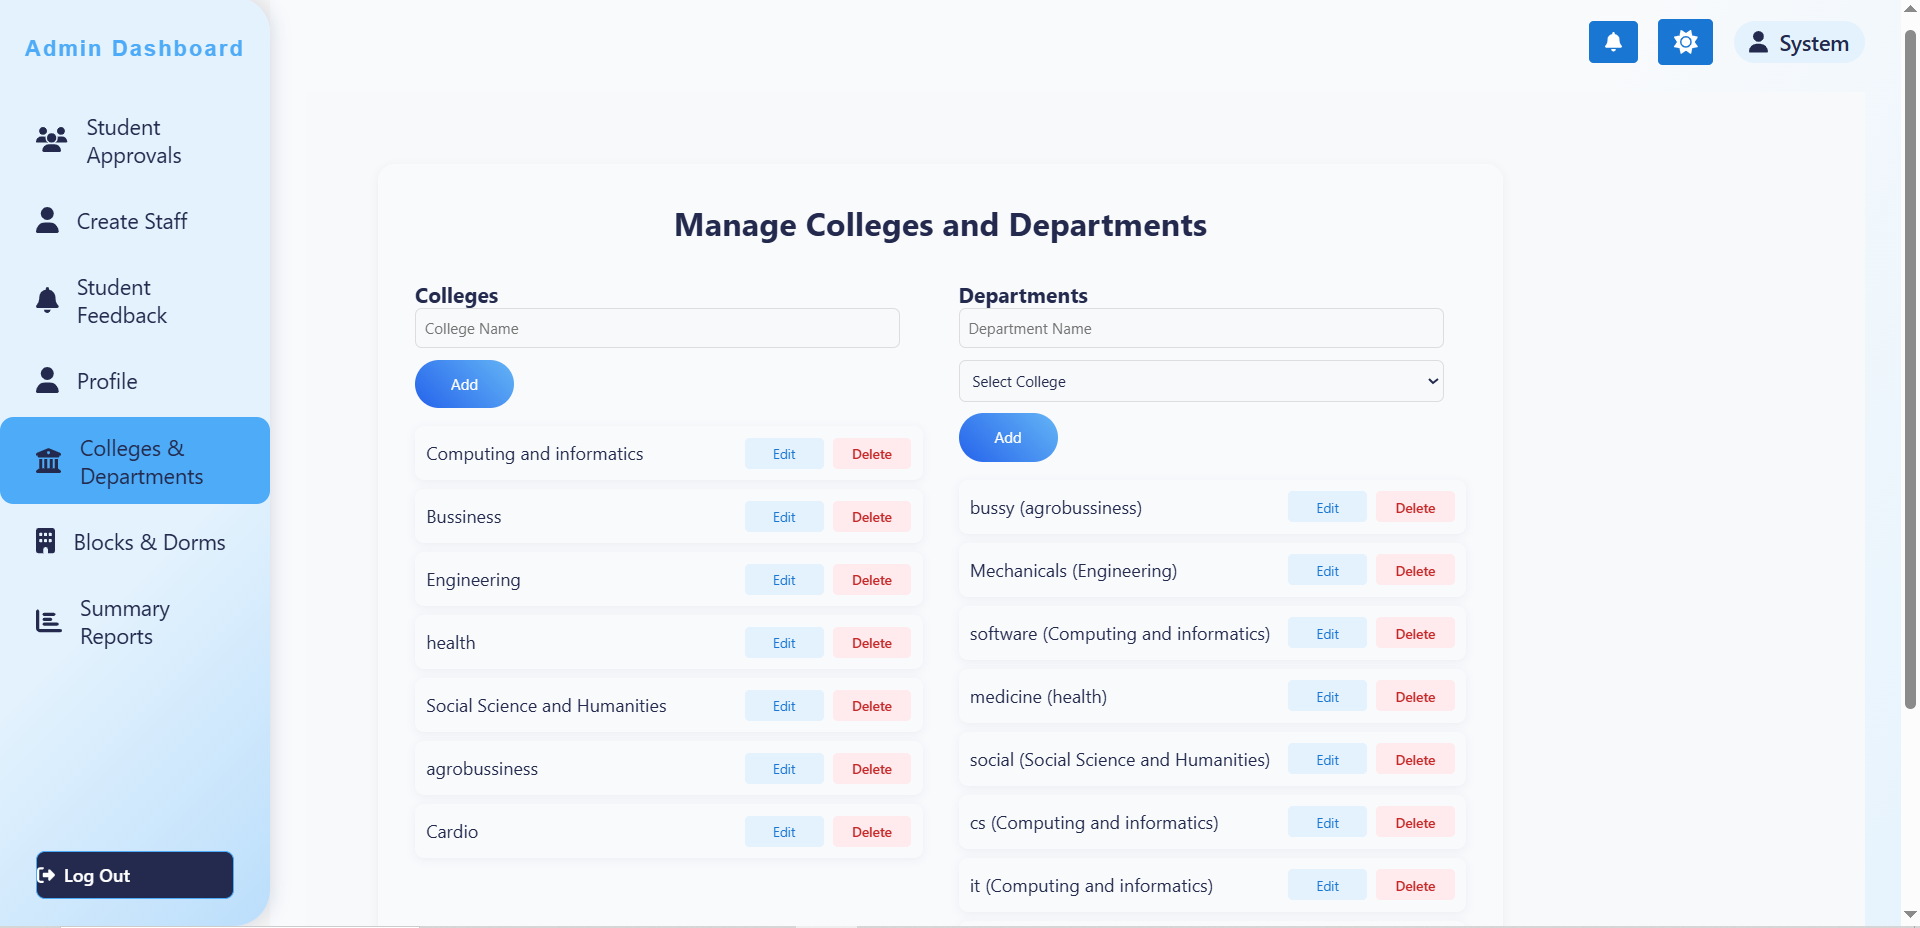 Admin Dashboard
Student
Approvals
Create Staff
Student
Feedback
Profile
Colleges &
Departments
Blocks & Dorms
Summary
Reports
Log Out
System
Manage Colleges and Departments
Colleges
College Name
Add
Computing and informatics Edit Delete
Bussiness Edit Delete
Engineering Edit Delete
health Edit Delete
Social Science and Humanities Edit Delete
agrobussiness Edit Delete
Cardio Edit Delete
Departments
Department Name
Select College
Add
bussy (agrobussiness) Edit Delete
Mechanicals (Engineering) Edit Delete
software (Computing and informatics) Edit Delete
medicine (health) Edit Delete
social (Social Science and Humanities) Edit Delete
cs (Computing and informatics) Edit Delete
it (Computing and informatics) Edit Delete